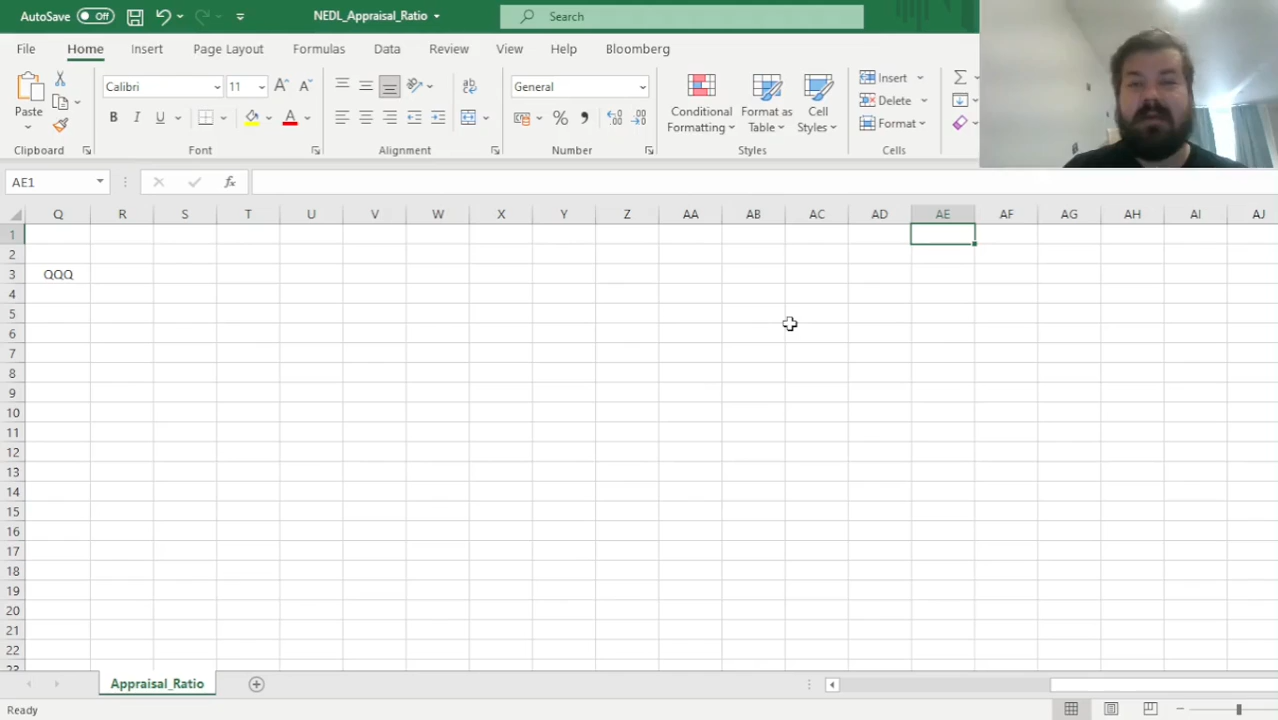 AutoSave Off NEDL_Appraisal_Ratio Search
File Home Insert Page Layout Formulas Data Review View Help Bloomberg
Paste
Calibri 11
B I U A
General
Conditional Formatting
Format as Table
Cell Styles
Insert
Delete
Format
Clipboard Font Alignment Number Styles Cells
AE1 fx
Q R S T U V W X Y Z AA AB AC AD AE AF AG AH AI AJ
1
2
3 QQQ
4
5
6
7
8
9
10
11
12
13
14
15
16
17
18
19
20
21
22
23
Appraisal_Ratio
Ready